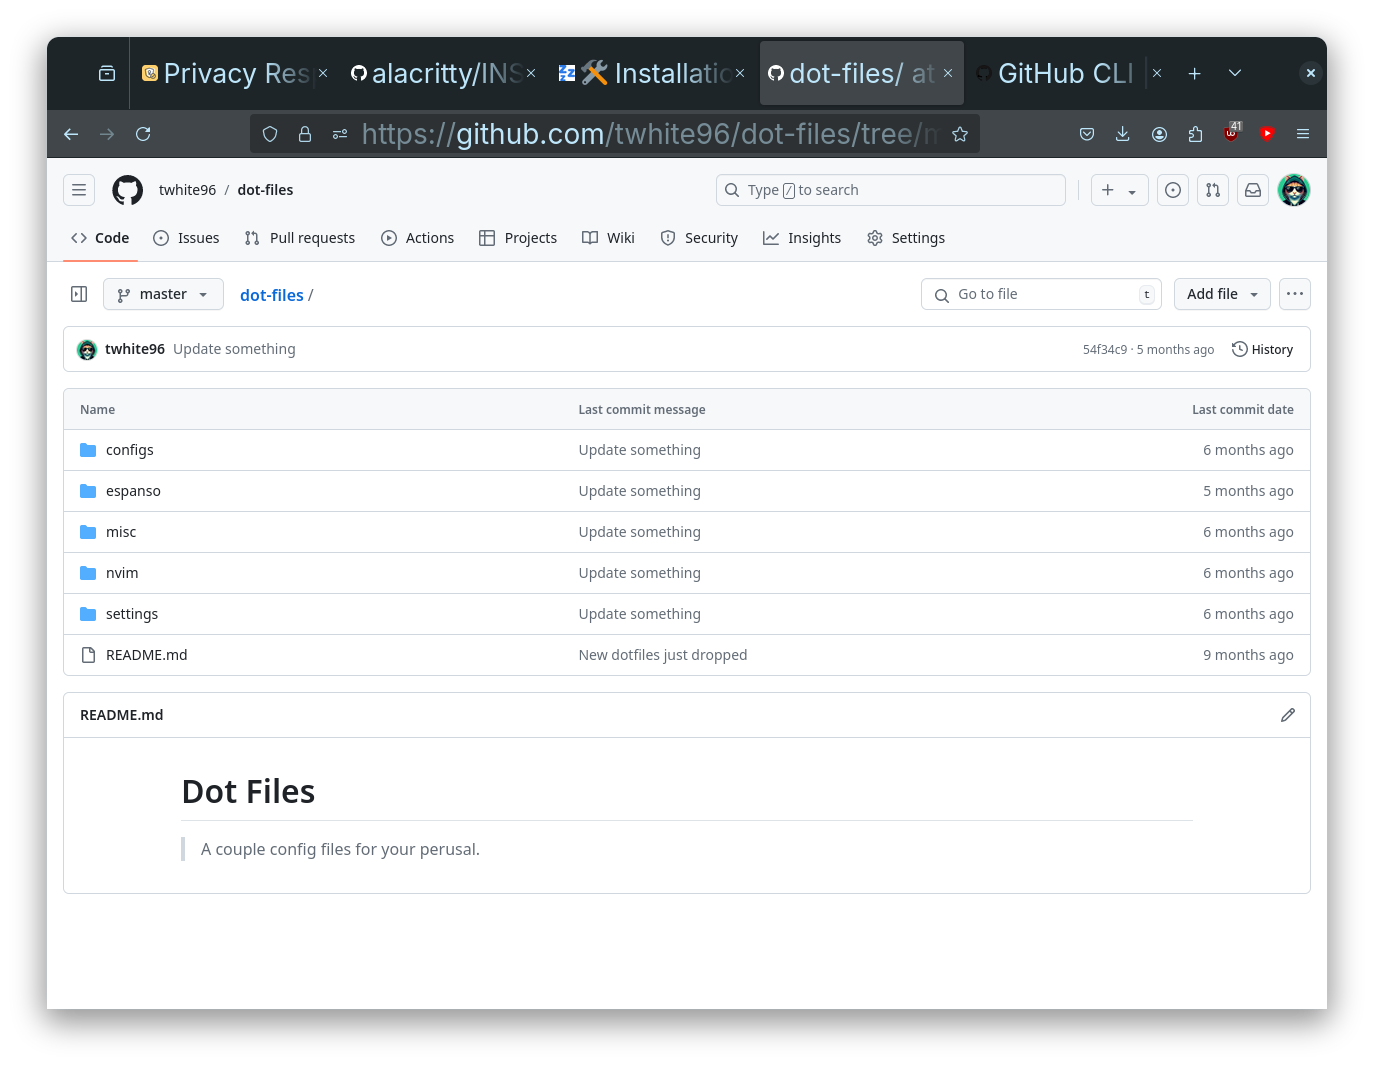 Privacy Res
alacritty/INS
Installatio
dot-files/ at
GitHub CLI
https://github.com/twhite96/dot-files/tree/m
41
twhite96 / dot-files
Type / to search
Code
Issues
Pull requests
Actions
Projects
Wiki
Security
Insights
Settings
master
dot-files /
Go to file
t
Add file
twhite96 Update something
54f34c9 · 5 months ago
History
Name Last commit message Last commit date
configs Update something 6 months ago
espanso Update something 5 months ago
misc Update something 6 months ago
nvim Update something 6 months ago
settings Update something 6 months ago
README.md New dotfiles just dropped 9 months ago
README.md
Dot Files
A couple config files for your perusal.